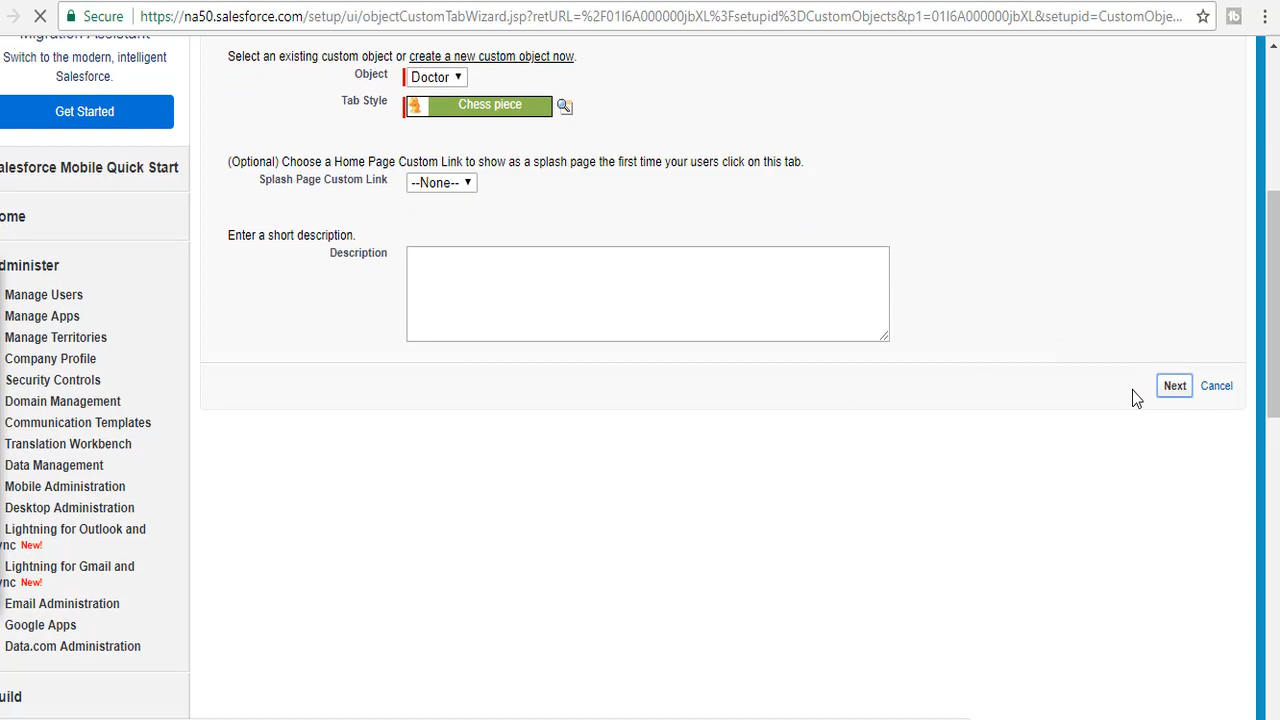 Secure https://na50.salesforce.com/setup/ui/objectCustomTabWizard.jsp?retURL=%2F01I6A000000jbXL%3Fsetupid%3DCustomObjects&p1=01I6A000000jbXL&setupid=CustomObje...
Migration Assistant
Switch to the modern, intelligent
Salesforce.
Get Started
alesforce Mobile Quick Start
ome
dminister
Manage Users
Manage Apps
Manage Territories
Company Profile
Security Controls
Domain Management
Communication Templates
Translation Workbench
Data Management
Mobile Administration
Desktop Administration
Lightning for Outlook and
ync New!
Lightning for Gmail and
ync New!
Email Administration
Google Apps
Data.com Administration
uild
Select an existing custom object or create a new custom object now.
Object Doctor
Tab Style Chess piece
(Optional) Choose a Home Page Custom Link to show as a splash page the first time your users click on this tab.
Splash Page Custom Link --None--
Enter a short description.
Description
Next Cancel